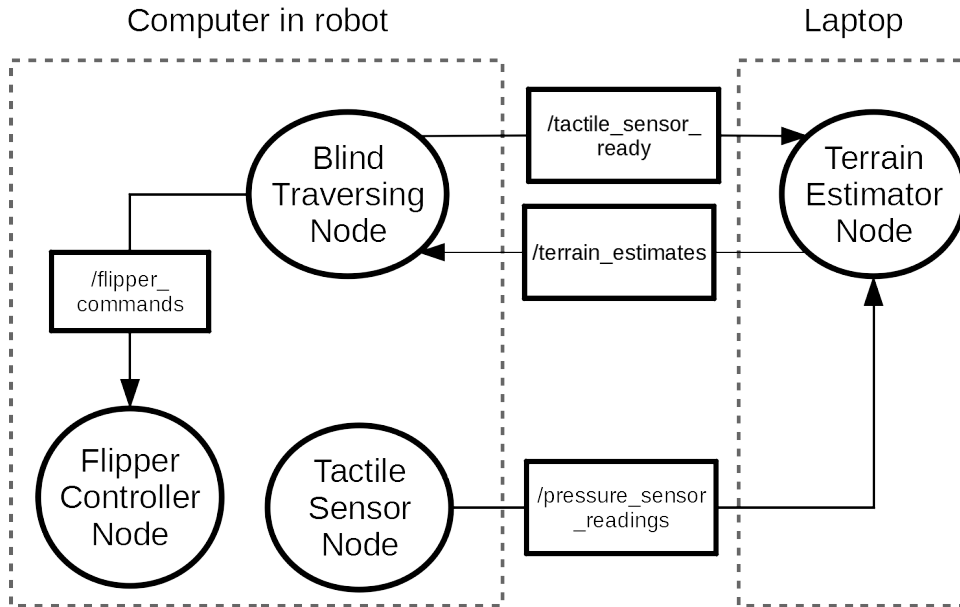 Computer in robot
Laptop
Blind
Traversing
Node
/tactile_sensor_
ready
Terrain
Estimator
Node
/terrain_estimates
/flipper_
commands
Flipper
Controller
Node
Tactile
Sensor
Node
/pressure_sensor
_readings